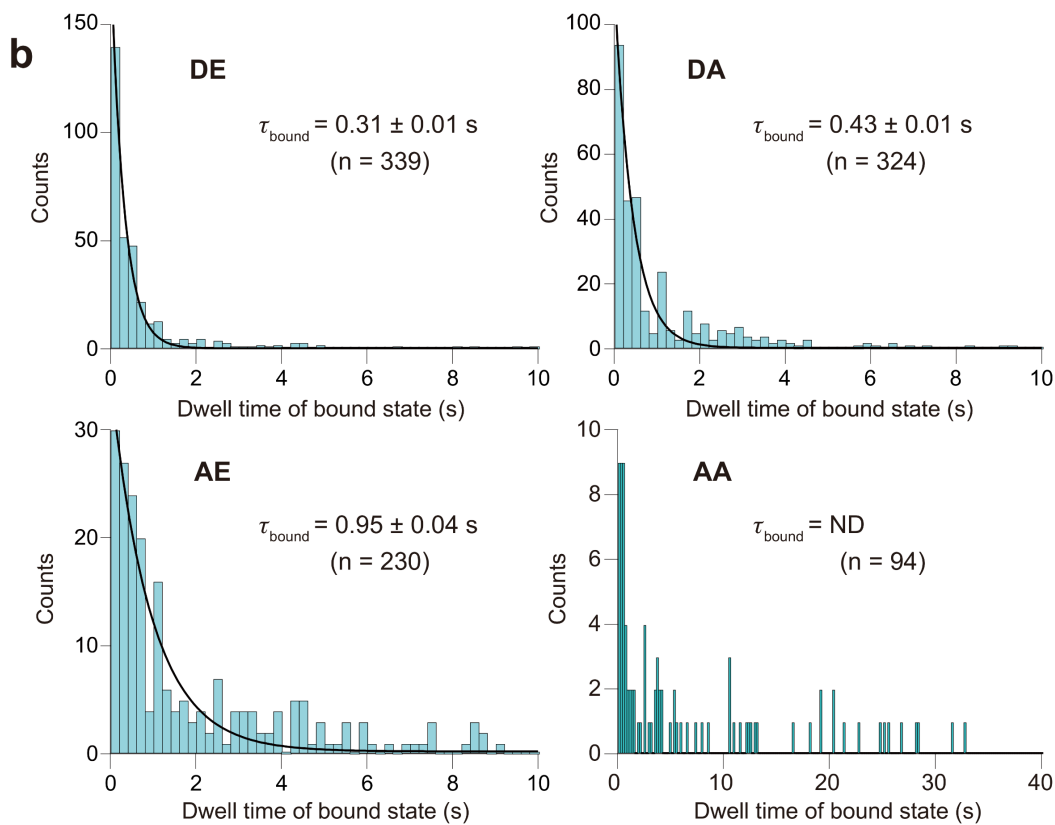 b
DE
τbound = 0.31 ± 0.01 s
(n = 339)
150
100
50
0
Counts
0 2 4 6 8 10
Dwell time of bound state (s)
DA
τbound = 0.43 ± 0.01 s
(n = 324)
100
80
60
40
20
0
Counts
0 2 4 6 8 10
Dwell time of bound state (s)
AE
τbound = 0.95 ± 0.04 s
(n = 230)
30
20
10
0
Counts
0 2 4 6 8 10
Dwell time of bound state (s)
AA
τbound = ND
(n = 94)
10
8
6
4
2
0
Counts
0 10 20 30 40
Dwell time of bound state (s)